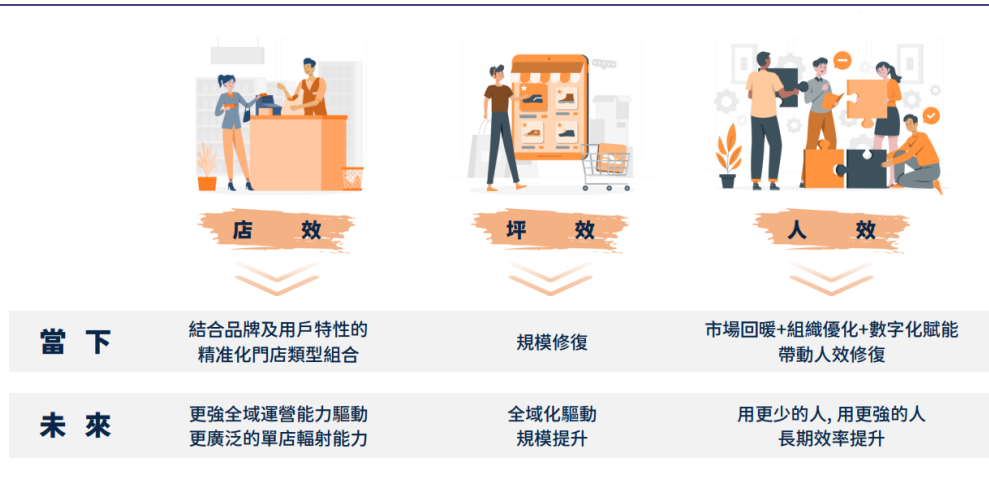 店 效
坪 效
人 效
當 下
結合品牌及用戶特性的
精准化門店類型組合
規模修復
市場回暖+組織優化+數字化賦能
帶動人效修復
未 來
更強全域運營能力驅動
更廣泛的單店輻射能力
全域化驅動
規模提升
用更少的人, 用更強的人
長期效率提升